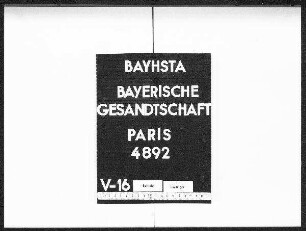 BAYHSTA
BAYERISCHE
GESANDTSCHAFT
PARIS
4892
V-16